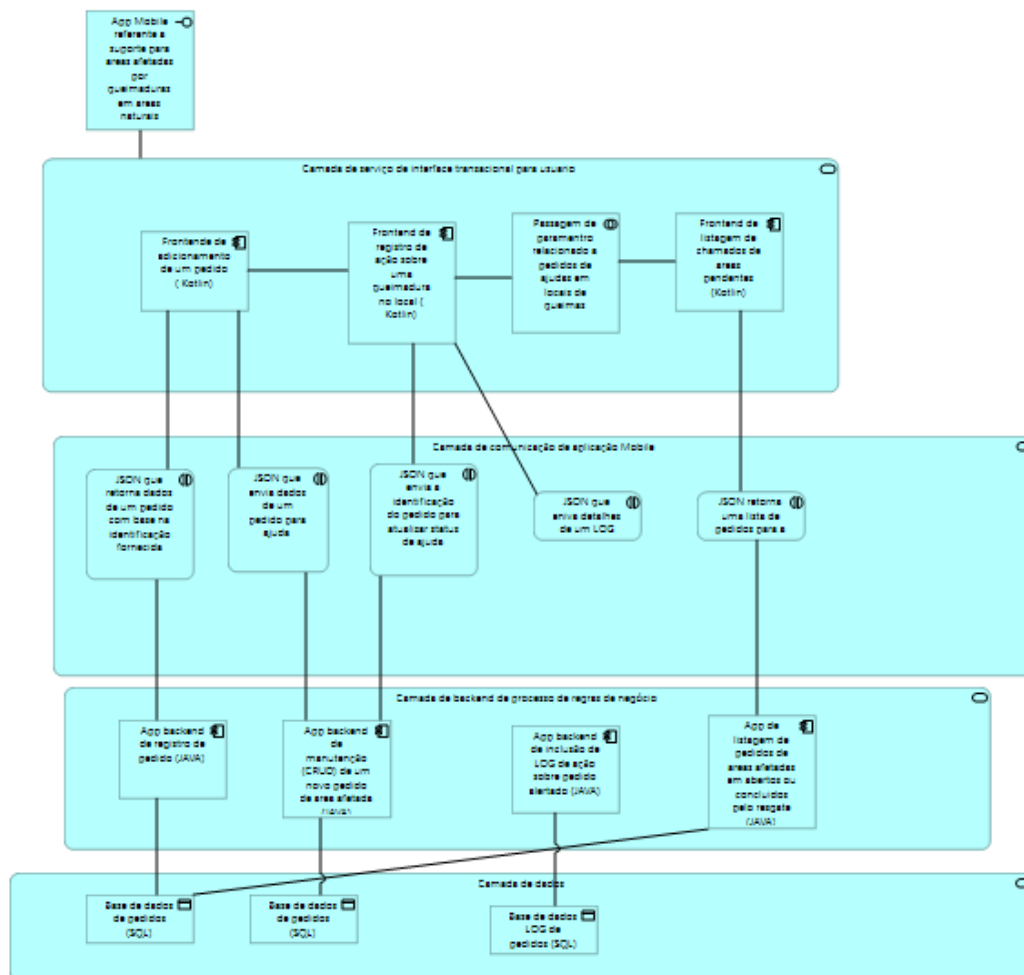 App Mobile
referente a
suporte para
areas afetadas
por
queimaduras
em areas
naturais
Camada de serviço de interface transacional para usuario
Frontende de
adicionamento
de um pedido
( Kotlin)
Frontend de
registro de
ação sobre
uma
queimadura
no local (
Kotlin)
Passagem de
paramentro
relacionado a
pedidos de
ajudas em
locais de
queimas
Frontend de
listagem de
chamados de
areas
pendentes
(Kotlin)
Camada de comunicação de aplicação Mobile
JSON que
retorna dados
de um pedido
com base na
identificação
fornecida
JSON que
envia dados
de um
pedido para
ajuda
JSON que
envia a
identificação
do pedido para
atualizar status
de ajuda
JSON que
eniva detalhes
de um LOG
JSON retorna
uma lista de
pedidos para a
Camada de backend de processo de regras de negócio
App backend
de registro de
pedido (JAVA)
App backend
de
manutenção
(CRUD) de um
novo pedido
de area afetada
(JAVA)
App backend
de inclusão de
LOG de ação
sobre pedido
alertado (JAVA)
App de
listagem de
pedidos de
areas afetadas
em abertos ou
concluidos
pelo resgate
(JAVA)
Camada de dados
Base de dados
de pedidos
(SQL)
Base de dados
de pedidos
(SQL)
Base de dados
LOG de
pedidos (SQL)